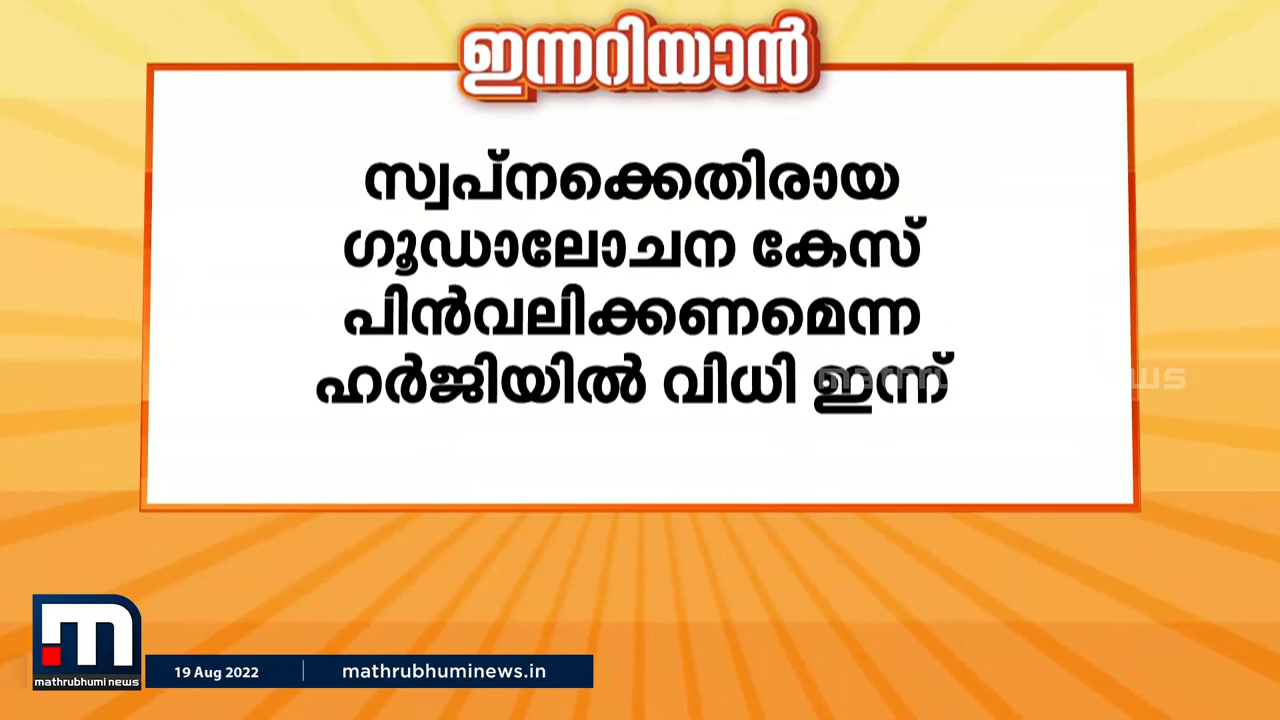 ഇന്നറിയാൻ
സ്വപ്നക്കെതിരായ
ഗൂഡാലോചന കേസ്
പിൻവലിക്കണമെന്ന
ഹർജിയിൽ വിധി ഇന്ന്
mathrubhumi news
19 Aug 2022
mathrubhuminews.in